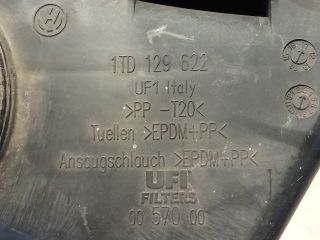 1TD 129 622
UFI Italy
>PP -T20<
Tuellen >EPDM+PP<
Ansaugschlauch >EPDM+PP<
UFI
FILTERS
00 570 00